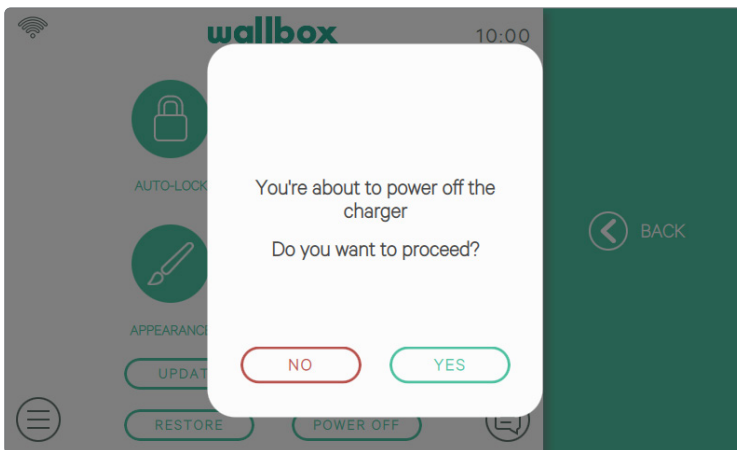 wallbox
10:00
AUTO-LOCK
You're about to power off the
charger
Do you want to proceed?
BACK
APPEARANCE
NO
YES
UPDAT
RESTORE
POWER OFF